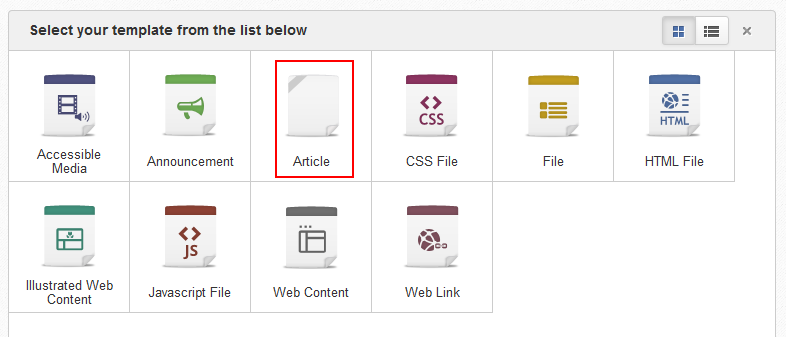 Select your template from the list below
CSS
HTML
Accessible
Media
Announcement
Article
CSS File
File
HTML File
JS
Illustrated Web
Content
Javascript File
Web Content
Web Link